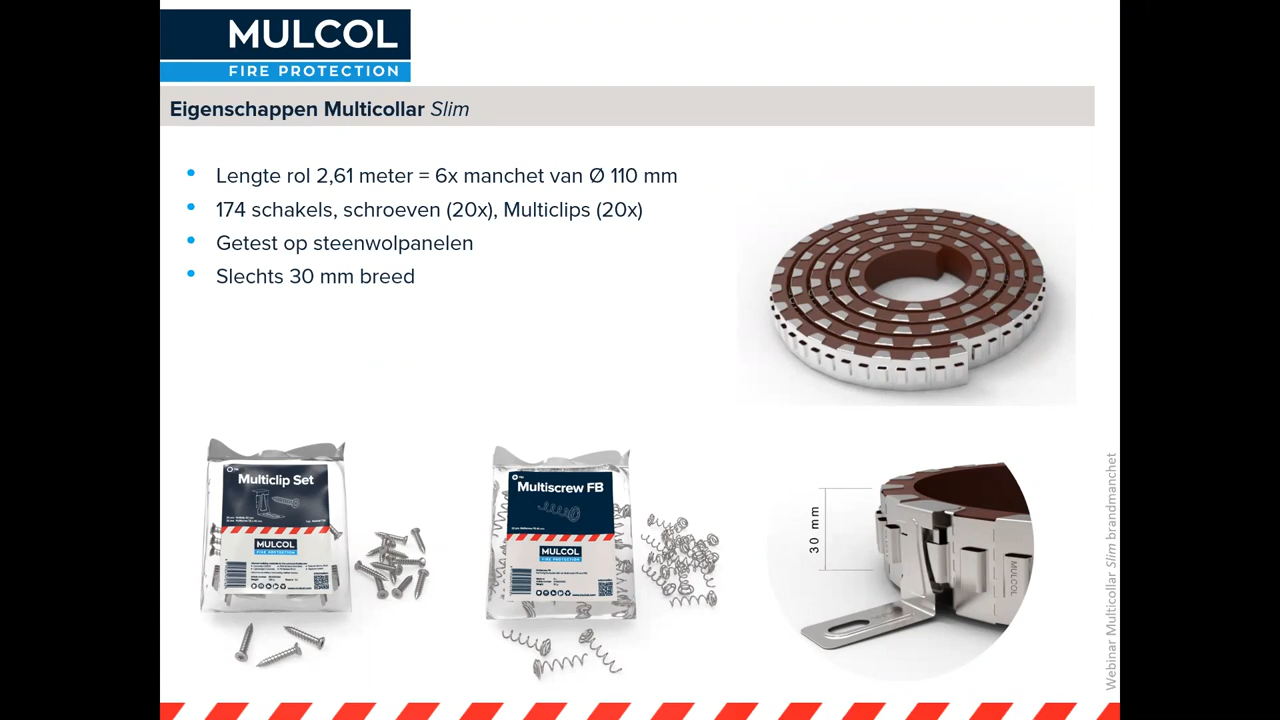 MULCOL
FIRE PROTECTION
Eigenschappen Multicollar Slim
• Lengte rol 2,61 meter = 6x manchet van Ø 110 mm
• 174 schakels, schroeven (20x), Multiclips (20x)
• Getest op steenwolpanelen
• Slechts 30 mm breed
Multiclip Set
MULCOL
FIRE PROTECTION
Multiscrew FB
MULCOL
FIRE PROTECTION
30 mm
MULCOL
Webinar Multicollar Slim brandmanchet